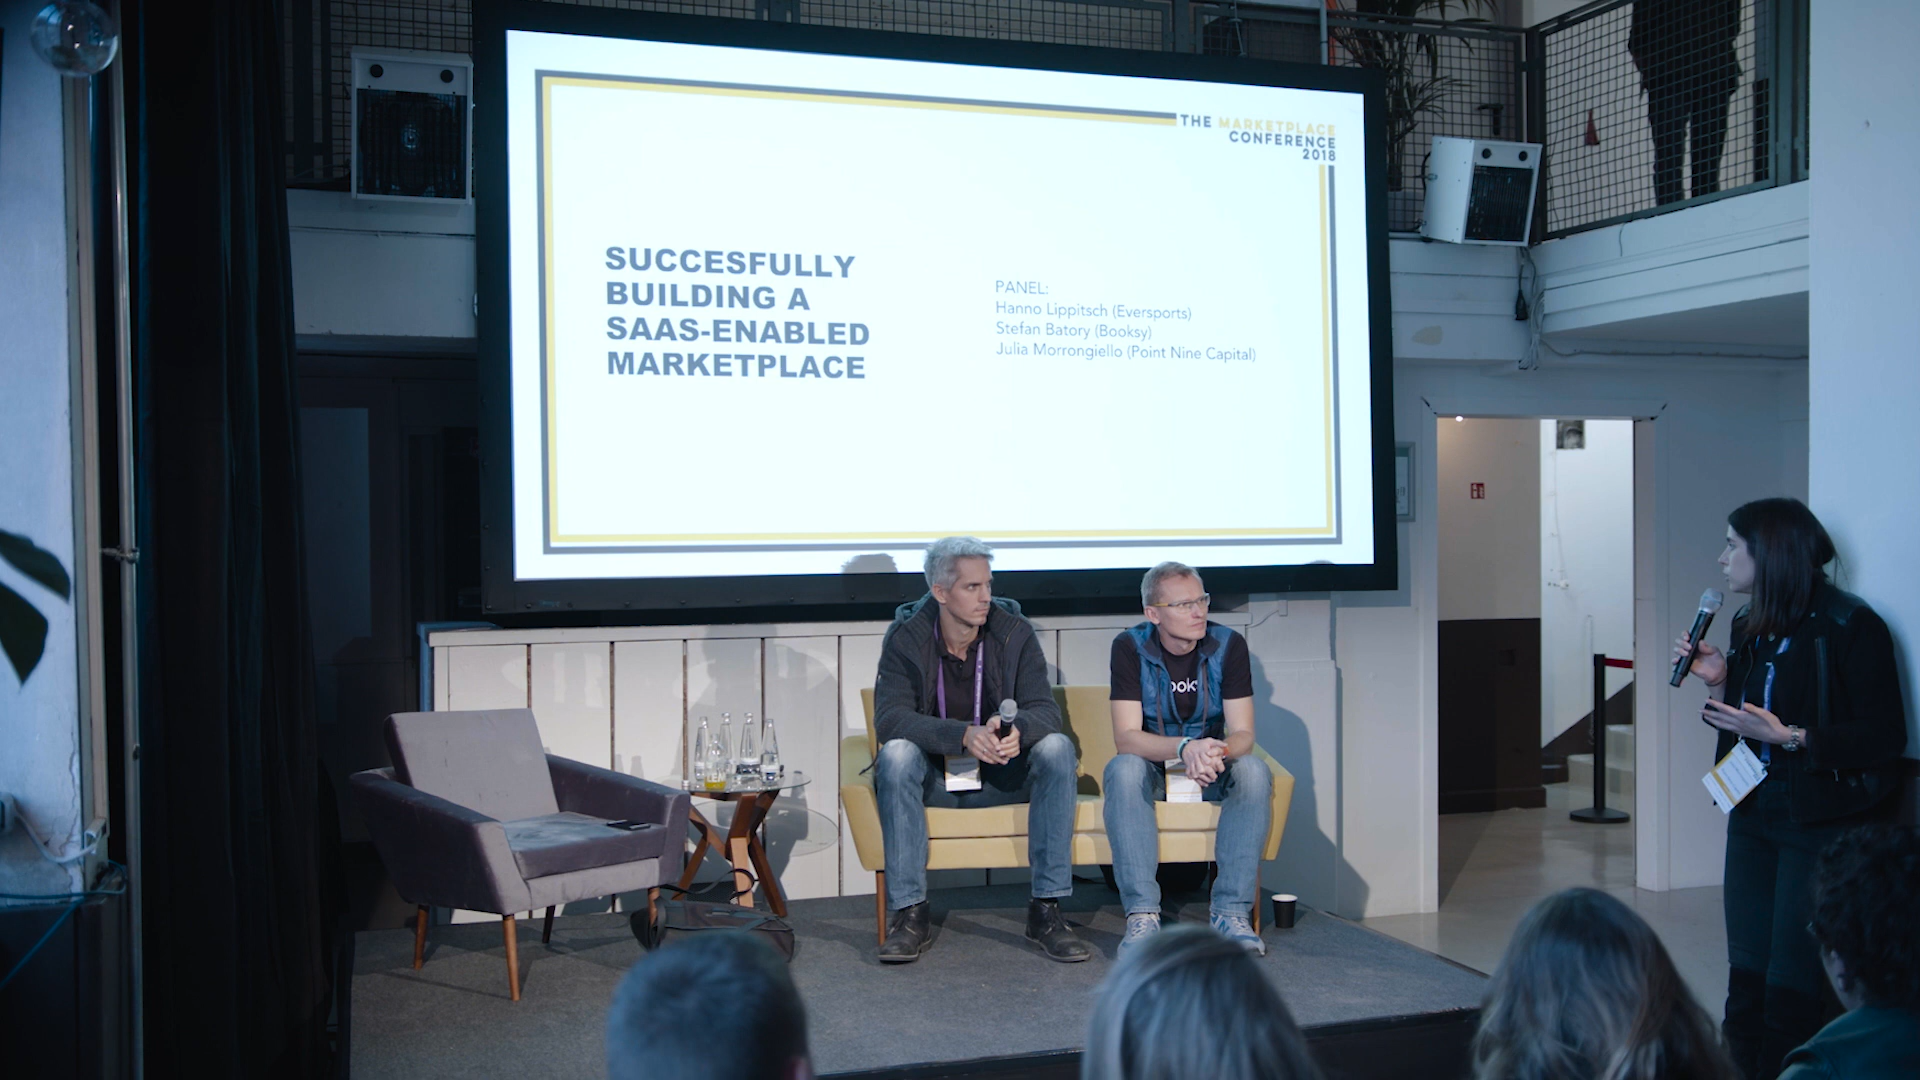 THE MARKETPLACE
CONFERENCE
2018
SUCCESFULLY
BUILDING A
SAAS-ENABLED
MARKETPLACE
PANEL:
Hanno Lippitsch (Eversports)
Stefan Batory (Booksy)
Julia Morrongiello (Point Nine Capital)
ook